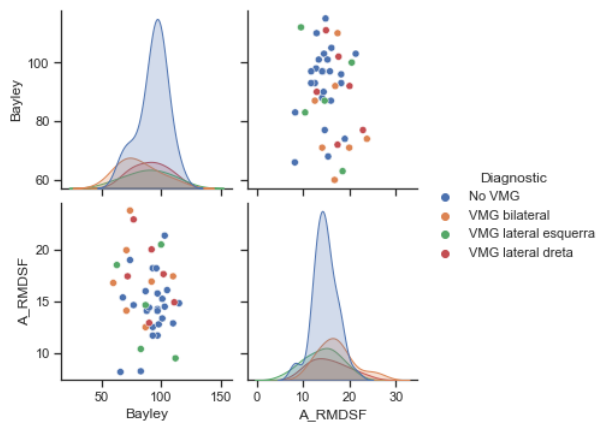 Bayley
100
80
60
Diagnostic
No VMG
VMG bilateral
VMG lateral esquerra
VMG lateral dreta
A_RMDSF
20
15
10
50 100 150
Bayley
0 10 20 30
A_RMDSF